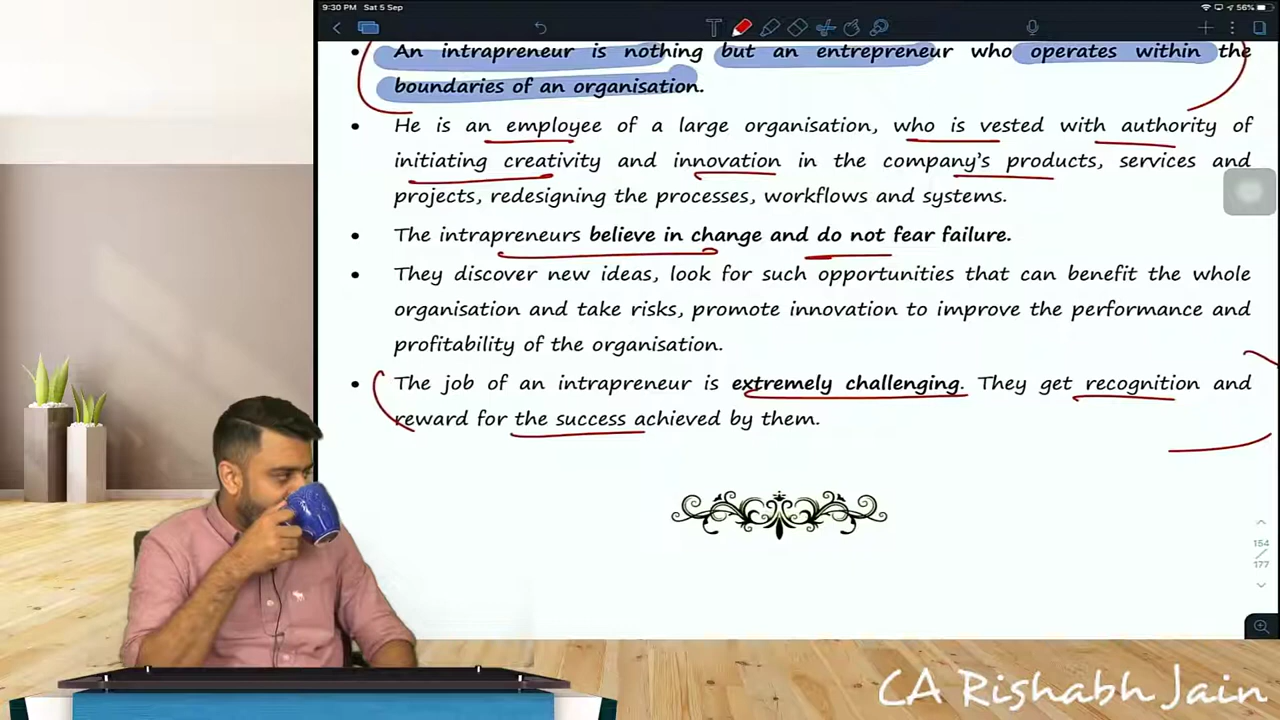 9:30 PM Sat 5 Sep
56%
T
• An intrapreneur is nothing but an entrepreneur who operates within the
boundaries of an organisation.
• He is an employee of a large organisation, who is vested with authority of
initiating creativity and innovation in the company's products, services and
projects, redesigning the processes, workflows and systems.
• The intrapreneurs believe in change and do not fear failure.
• They discover new ideas, look for such opportunities that can benefit the whole
organisation and take risks, promote innovation to improve the performance and
profitability of the organisation.
• The job of an intrapreneur is extremely challenging. They get recognition and
reward for the success achieved by them.
154
/
177
CA Rishabh Jain